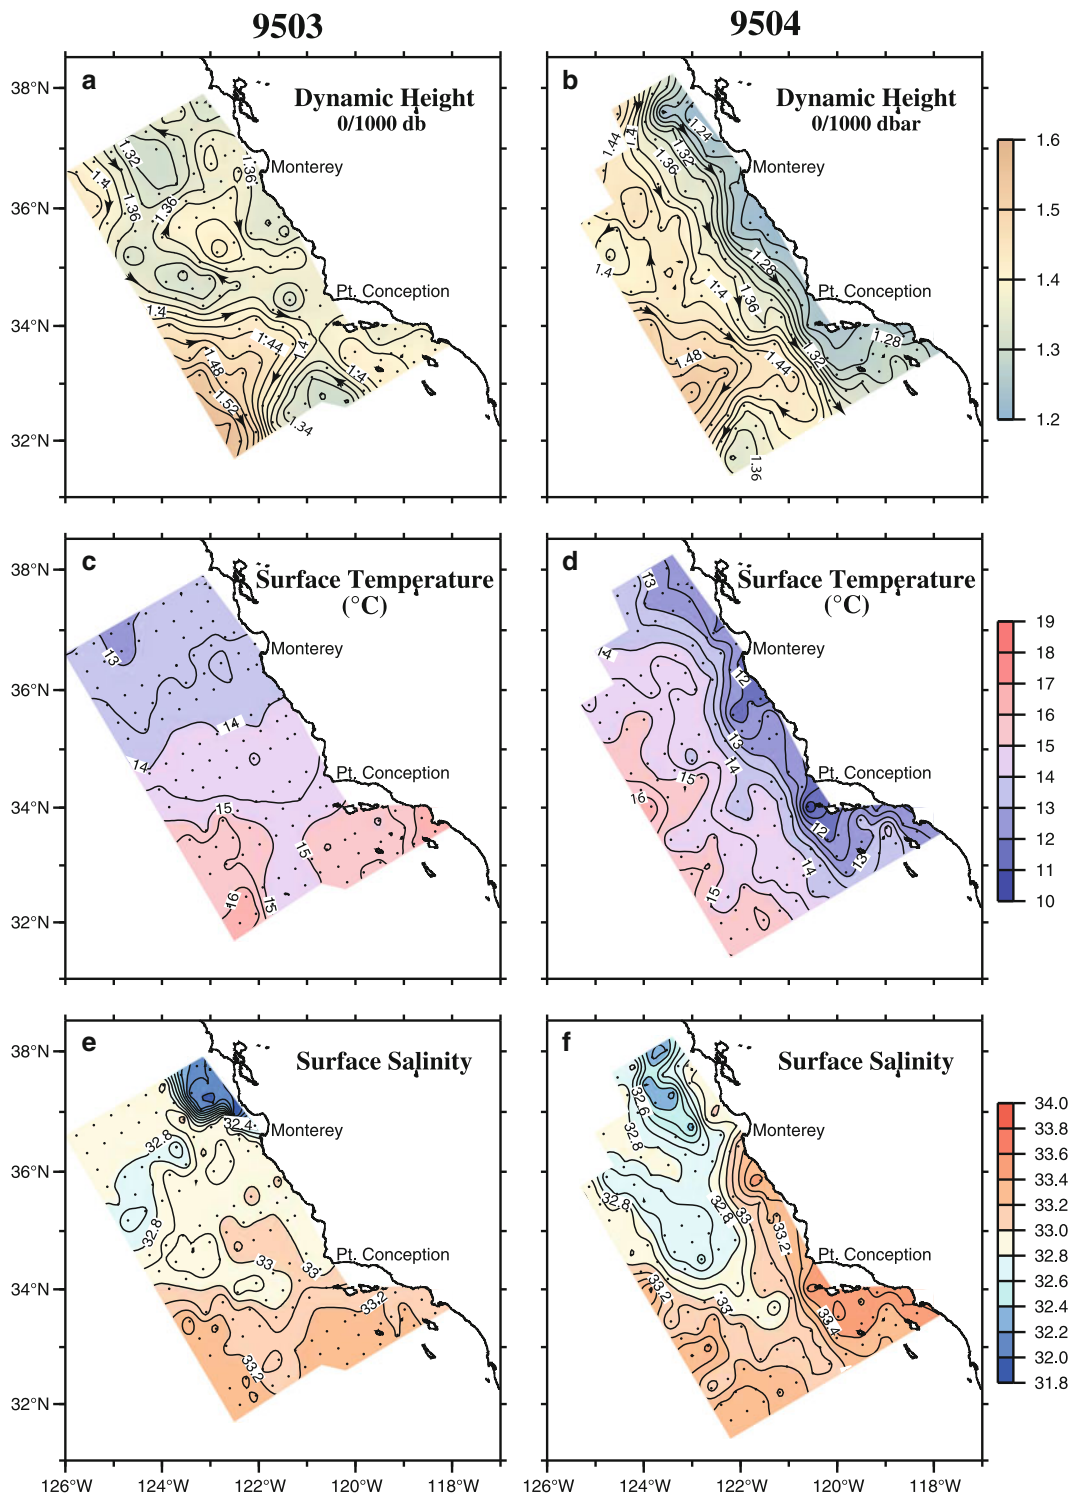 9503
9504
a
Dynamic Height
0/1000 db
38°N
36°N
34°N
32°N
Monterey
Pt. Conception
1.32
1.4
1.36
1.36
1.36
1.4
1.44
1.4
1.48
1.4
1.52
1.34
b
Dynamic Height
0/1000 dbar
Monterey
Pt. Conception
1.44
1.4
1.24
1.32
1.36
1.28
1.4
1.4
1.36
1.32
1.28
1.48
1.44
1.36
1.6
1.5
1.4
1.3
1.2
c
Surface Temperature
(°C)
38°N
36°N
34°N
32°N
Monterey
Pt. Conception
13
14
14
15
15
16
15
d
Surface Temperature
(°C)
Monterey
Pt. Conception
13
14
12
13
14
15
16
12
13
14
15
19
18
17
16
15
14
13
12
11
10
e
Surface Salinity
38°N
36°N
34°N
32°N
Monterey
Pt. Conception
32.4
32.8
32.8
33
33
33.2
33.2
f
Surface Salinity
Monterey
Pt. Conception
32.6
32.8
32.8
32.8
33
33.2
33.2
33
33.4
34.0
33.8
33.6
33.4
33.2
33.0
32.8
32.6
32.4
32.2
32.0
31.8
126°W
124°W
122°W
120°W
118°W
126°W
124°W
122°W
120°W
118°W